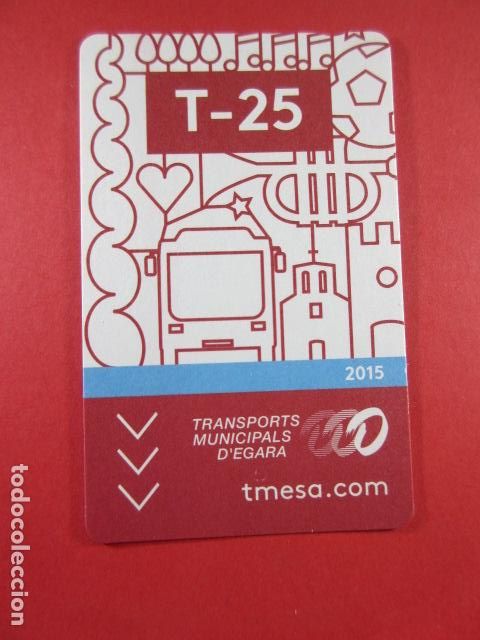 T-25
2015
TRANSPORTS
MUNICIPALS
D'EGARA
tmesa.com
todocoleccion